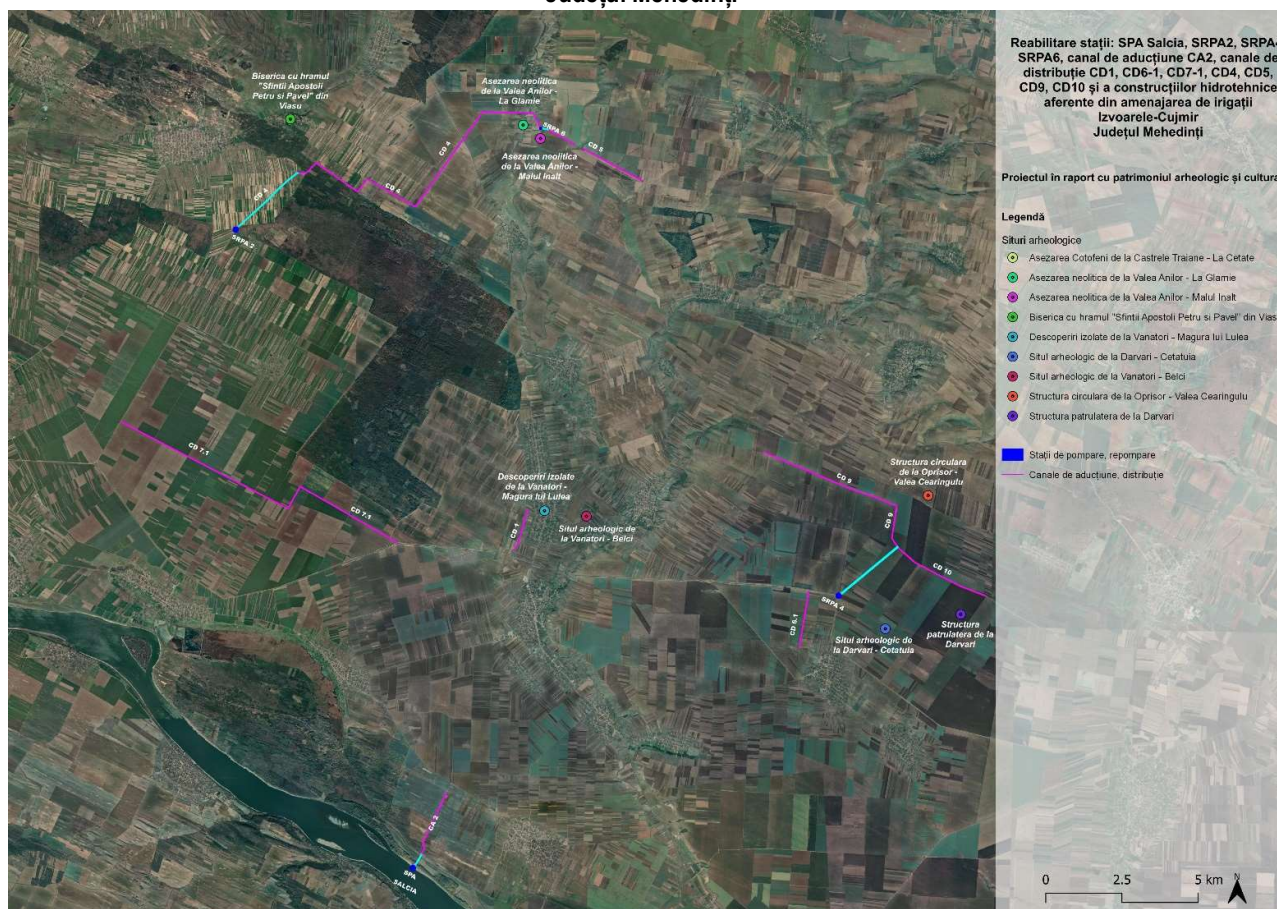 Județul Mehedinți
Reabilitare stații: SPA Salcia, SRPA2, SRPA4
SRPA6, canal de aducțiune CA2, canale de
distribuție CD1, CD6-1, CD7-1, CD4, CD5,
CD9, CD10 și a construcțiilor hidrotehnice
aferente din amenajarea de irigații
Izvoarele-Cujmir
Județul Mehedinți
Proiectul în raport cu patrimoniul arheologic și cultura
Legendă
Situri arheologice
Asezarea Cotofeni de la Castrele Traiane - La Cetate
Asezarea neolitica de la Valea Anilor - La Glamie
Asezarea neolitica de la Valea Anilor - Malul Inalt
Biserica cu hramul "Sfintii Apostoli Petru si Pavel" din Vias
Descoperiri izolate de la Vanatori - Magura lui Lulea
Situl arheologic de la Darvari - Cetatuia
Situl arheologic de la Vanatori - Belci
Structura circulara de la Oprisor - Valea Cearingulu
Structura patrulatera de la Darvari
Stații de pompare, repompare
Canale de aducțiune, distribuție
0 2.5 5 km
N
Biserica cu hramul
"Sfintii Apostoli
Petru si Pavel" din
Viasu
Asezarea neolitica
de la Valea Anilor -
La Glamie
SRPA 6
CD 5
Asezarea neolitica
de la Valea Anilor -
Malul Inalt
CD 4
CD 4
CD 4
SRPA 2
CD 7.1
CD 7.1
Descoperiri izolate
de la Vanatori -
Magura lui Lulea
CD 1
Situl arheologic de
la Vanatori - Belci
CD 9
Structura circulara
de la Oprisor -
Valea Cearingulu
CD 9
CD 10
SRPA 4
CD 6.1
Situl arheologic de
la Darvari - Cetatuia
Structura
patrulatera de la
Darvari
CA 2
SPA
SALCIA